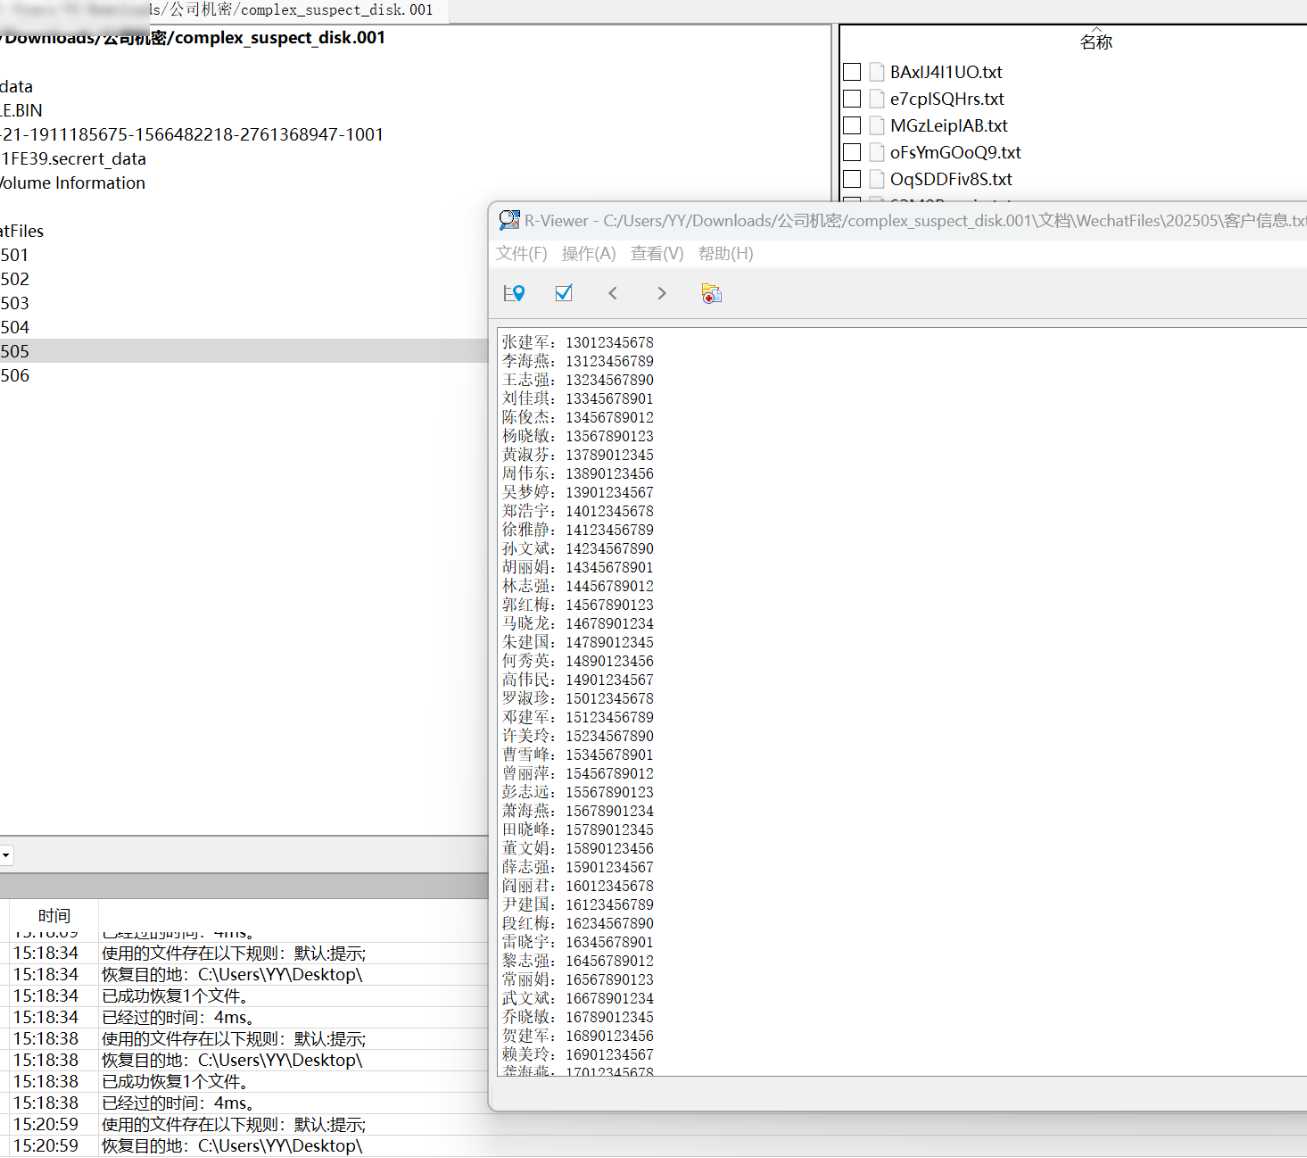 ls/公司机密/complex_suspect_disk.001
/Downloads/公司机密/complex_suspect_disk.001
data
LE.BIN
-21-1911185675-1566482218-2761368947-1001
1FE39.secrert_data
Volume Information
atFiles
501
502
503
504
505
506
名称
e7cpISQHrs.txt
MGzLeipIAB.txt
oFsYmGOoQ9.txt
OqSDDFiv8S.txt
R-Viewer - C:/Users/YY/Downloads/公司机密/complex_suspect_disk.001\文档\WechatFiles\202505\客户信息.txt
文件(F) 操作(A) 查看(V) 帮助(H)
张建军：13012345678
李海燕：13123456789
王志强：13234567890
刘佳琪：13345678901
陈俊杰：13456789012
杨晓敏：13567890123
黄淑芬：13789012345
周伟东：13890123456
吴梦婷：13901234567
郑浩宇：14012345678
徐雅静：14123456789
孙文斌：14234567890
胡丽娟：14345678901
林志强：14456789012
郭红梅：14567890123
马晓龙：14678901234
朱建国：14789012345
何秀英：14890123456
高伟民：14901234567
罗淑珍：15012345678
邓建军：15123456789
许美玲：15234567890
曹雪峰：15345678901
曾丽萍：15456789012
彭志远：15567890123
萧海燕：15678901234
田晓峰：15789012345
董文娟：15890123456
薛志强：15901234567
阎丽君：16012345678
尹建国：16123456789
段红梅：16234567890
雷晓宇：16345678901
黎志强：16456789012
常丽娟：16567890123
武文斌：16678901234
乔晓敏：16789012345
贺建军：16890123456
赖美玲：16901234567
龚海燕：17012345678
时间
15:18:09 已经过的时间：4ms。
15:18:34 使用的文件存在以下规则：默认:提示;
15:18:34 恢复目的地：C:\Users\YY\Desktop\
15:18:34 已成功恢复1个文件。
15:18:34 已经过的时间：4ms。
15:18:38 使用的文件存在以下规则：默认:提示;
15:18:38 恢复目的地：C:\Users\YY\Desktop\
15:18:38 已成功恢复1个文件。
15:18:38 已经过的时间：4ms。
15:20:59 使用的文件存在以下规则：默认:提示;
15:20:59 恢复目的地：C:\Users\YY\Desktop\